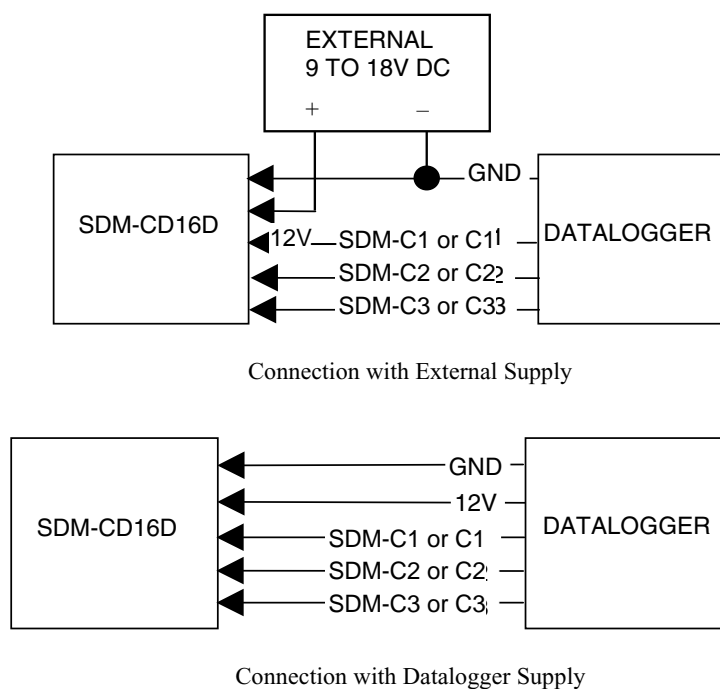 EXTERNAL
9 TO 18V DC
+ −
GND
SDM-CD16D
12V
SDM-C1 or C1
DATALOGGER
SDM-C2 or C2
SDM-C3 or C3
Connection with External Supply
GND
12V
SDM-CD16D
DATALOGGER
SDM-C1 or C1
SDM-C2 or C2
SDM-C3 or C3
Connection with Datalogger Supply